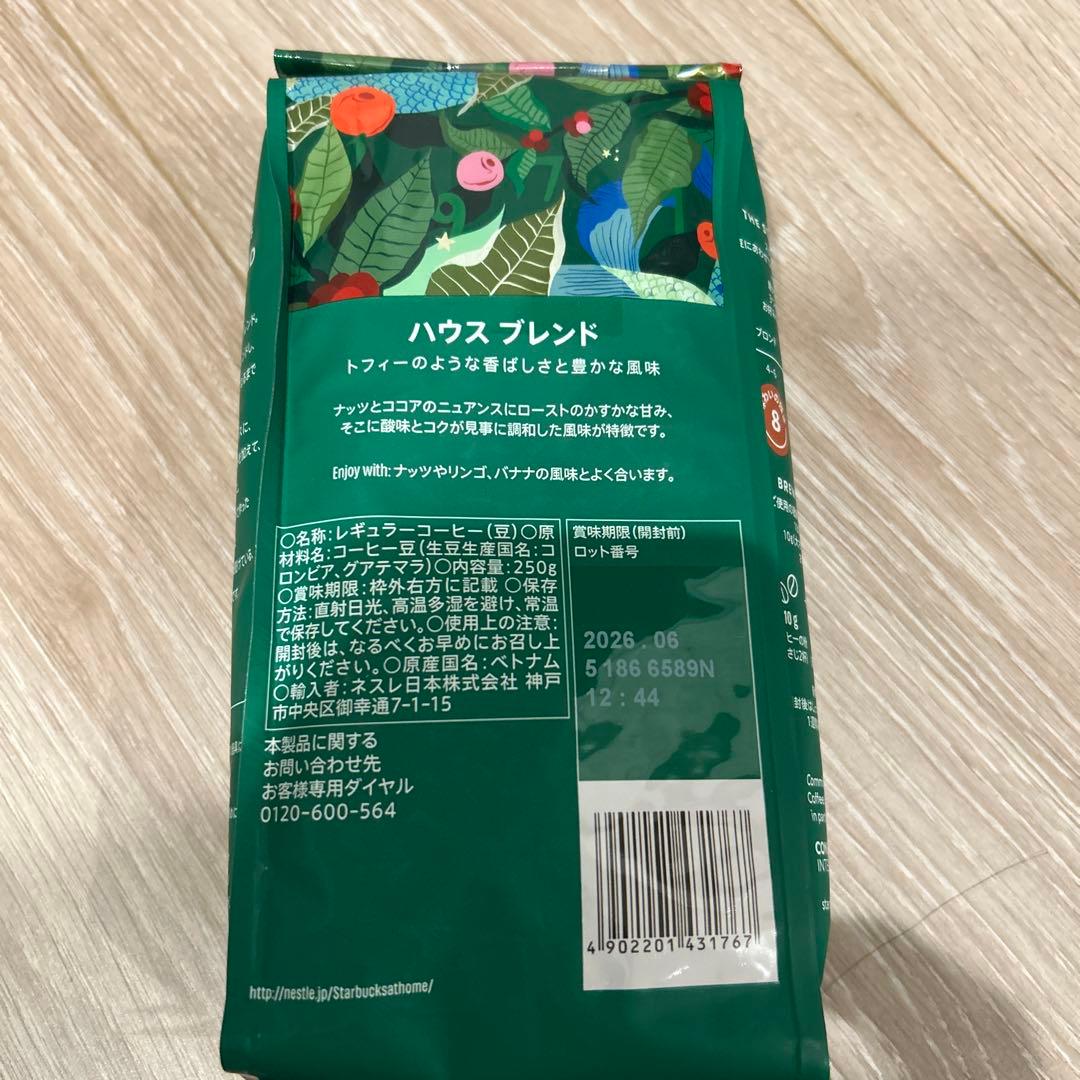 9
7
ハウス ブレンド
トフィーのような香ばしさと豊かな風味
ナッツとココアのニュアンスにローストのかすかな甘み、
そこに酸味とコクが見事に調和した風味が特徴です。
Enjoy with: ナッツやリンゴ、バナナの風味とよく合います。
○名称:レギュラーコーヒー(豆)○原
材料名:コーヒー豆(生豆生産国名:コ
ロンビア、グアテマラ)○内容量:250g
○賞味期限:枠外右方に記載 ○保存
方法:直射日光、高温多湿を避け、常温
で保存してください。○使用上の注意:
開封後は、なるべくお早めにお召し上
がりください。○原産国名:ベトナム
○輸入者:ネスレ日本株式会社 神戸
市中央区御幸通7-1-15
賞味期限(開封前)
ロット番号
2026.06
5186 6589N
12:44
本製品に関する
お問い合わせ先
お客様専用ダイヤル
0120-600-564
4 902201 431767
http://nestle.jp/Starbucksathome/
THE
ブロンド
4-5
8
10g